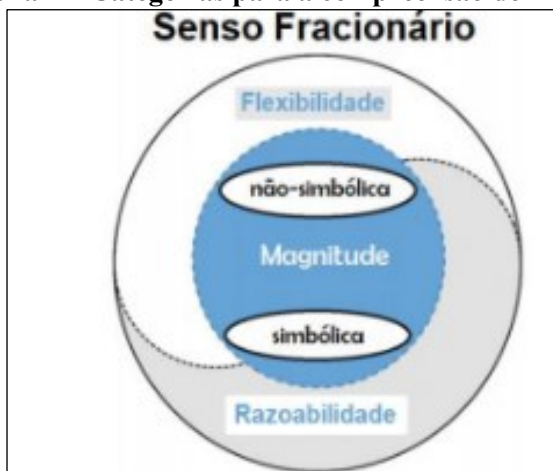 Senso Fracionário
Flexibilidade
não-simbólica
Magnitude
simbólica
Razoabilidade